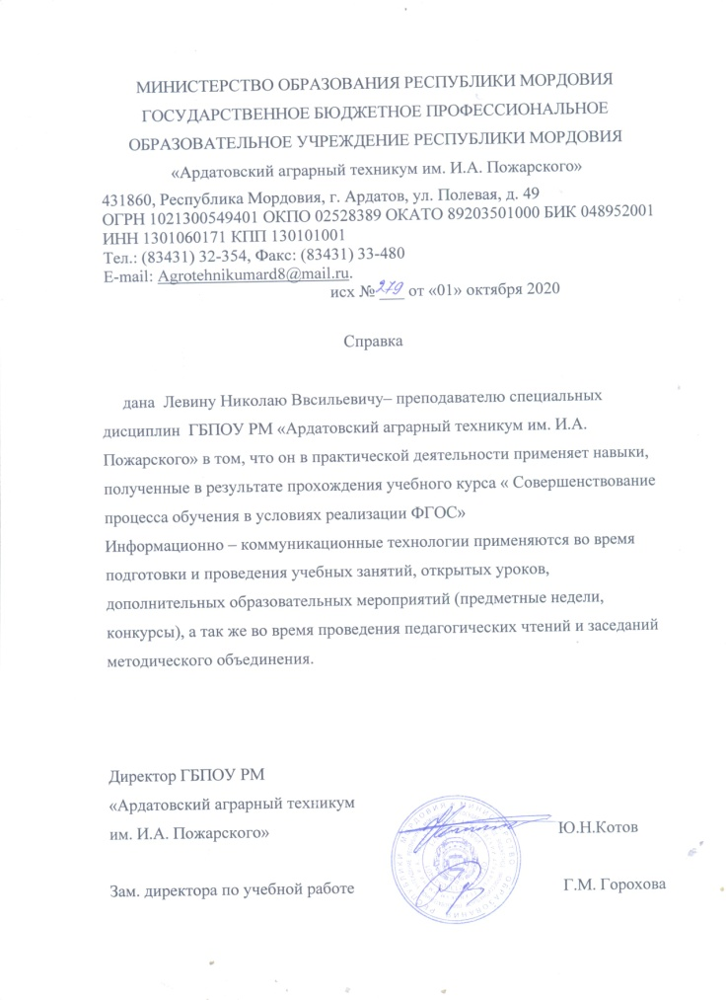 МИНИСТЕРСТВО ОБРАЗОВАНИЯ РЕСПУБЛИКИ МОРДОВИЯ
ГОСУДАРСТВЕННОЕ БЮДЖЕТНОЕ ПРОФЕССИОНАЛЬНОЕ
ОБРАЗОВАТЕЛЬНОЕ УЧРЕЖДЕНИЕ РЕСПУБЛИКИ МОРДОВИЯ
«Ардатовский аграрный техникум им. И.А. Пожарского»
431860, Республика Мордовия, г. Ардатов, ул. Полевая, д. 49
ОГРН 1021300549401 ОКПО 02528389 ОКАТО 89203501000 БИК 048952001
ИНН 1301060171 КПП 130101001
Тел.: (83431) 32-354, Факс: (83431) 33-480
E-mail: Agrotehnikumard8@mail.ru.
исх №279 от «01» октября 2020
Справка
дана Левину Николаю Ввсильевичу– преподавателю специальных
дисциплин ГБПОУ РМ «Ардатовский аграрный техникум им. И.А.
Пожарского» в том, что он в практической деятельности применяет навыки,
полученные в результате прохождения учебного курса « Совершенствование
процесса обучения в условиях реализации ФГОС»
Информационно – коммуникационные технологии применяются во время
подготовки и проведения учебных занятий, открытых уроков,
дополнительных образовательных мероприятий (предметные недели,
конкурсы), а так же во время проведения педагогических чтений и заседаний
методического объединения.
Директор ГБПОУ РМ
«Ардатовский аграрный техникум
им. И.А. Пожарского» Ю.Н.Котов
Зам. директора по учебной работе Г.М. Горохова